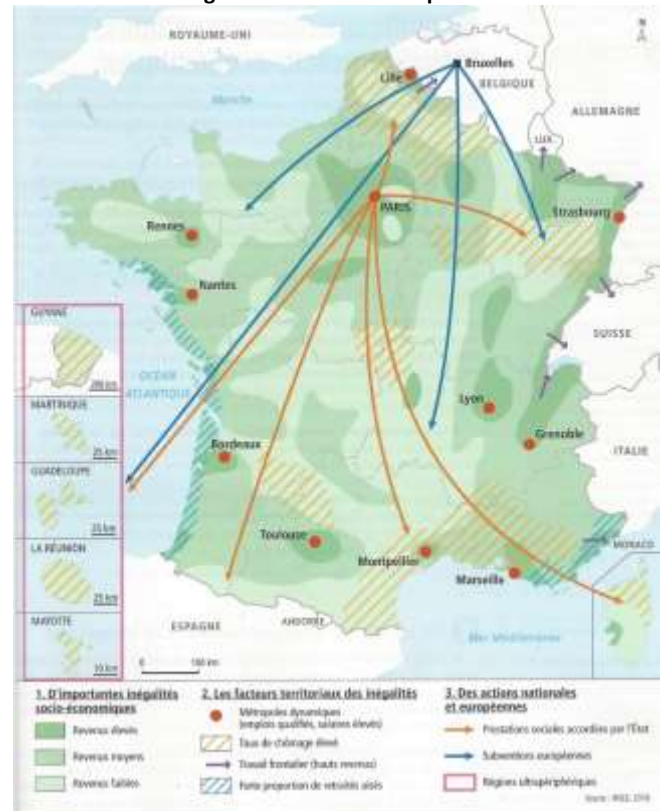 ROYAUME-UNI
Manche
Lille
Bruxelles
BELGIQUE
ALLEMAGNE
LUX.
N
PARIS
Strasbourg
Rennes
Nantes
SUISSE
OCÉAN
ATLANTIQUE
Lyon
Grenoble
ITALIE
Bordeaux
Toulouse
Montpellier
Marseille
MONACO
ESPAGNE
ANDORRE
Mer Méditerranée
0 100 km
GUYANE
200 km
MARTINIQUE
25 km
GUADELOUPE
25 km
LA RÉUNION
25 km
MAYOTTE
10 km
1. D'importantes inégalités
socio-économiques
Revenus élevés
Revenus moyens
Revenus faibles
2. Les facteurs territoriaux des inégalités
Métropoles dynamiques
(emplois qualifiés, salaires élevés)
Taux de chômage élevé
Travail frontalier (hauts revenus)
Forte proportion de retraités aisés
3. Des actions nationales
et européennes
Prestations sociales accordées par l'État
Subventions européennes
Régions ultrapériphériques